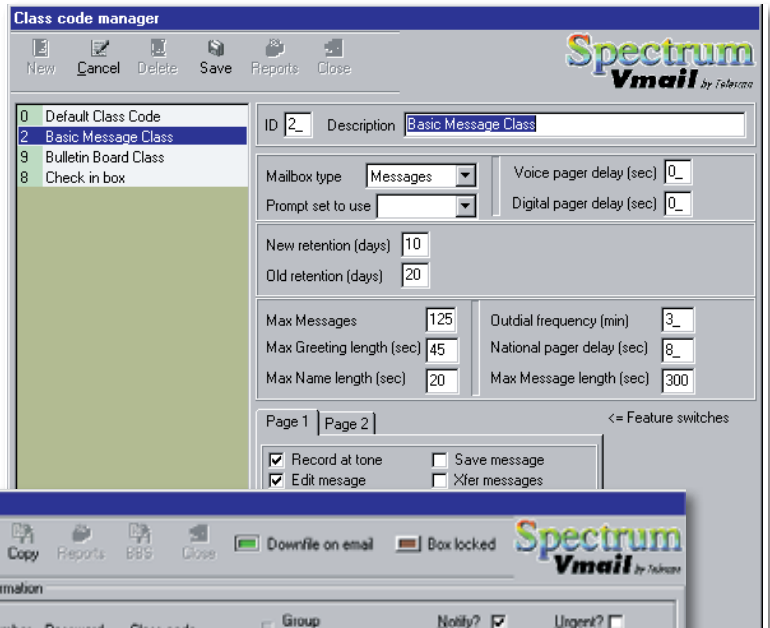 Class code manager
New Cancel Delete Save Reports Close
Spectrum
Vmail by Telerma
0 Default Class Code
2 Basic Message Class
9 Bulletin Board Class
8 Check in box
ID 2_ Description Basic Message Class
Mailbox type Messages
Prompt set to use
Voice pager delay (sec) 0_
Digital pager delay (sec) 0_
New retention (days) 10
Old retention (days) 20
Max Messages 125
Max Greeting length (sec) 45
Max Name length (sec) 20
Outdial frequency (min) 3_
National pager delay (sec) 8_
Max Message length (sec) 300
Page 1 Page 2 <= Feature switches
Record at tone Save message
Edit mesage Xfer messages
Copy Reports BBS Close Downfile on email Box locked
Spectrum
Vmail by
Password Class code Group Notify? Urgent?